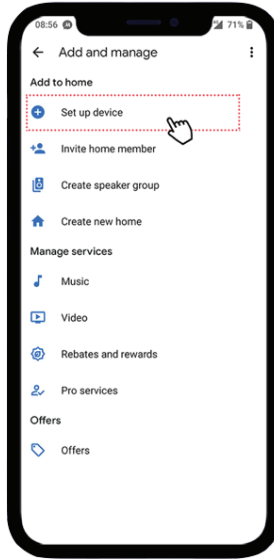 08:56 71%
Add and manage
Add to home
Set up device
Invite home member
Create speaker group
Create new home
Manage services
Music
Video
Rebates and rewards
Pro services
Offers
Offers